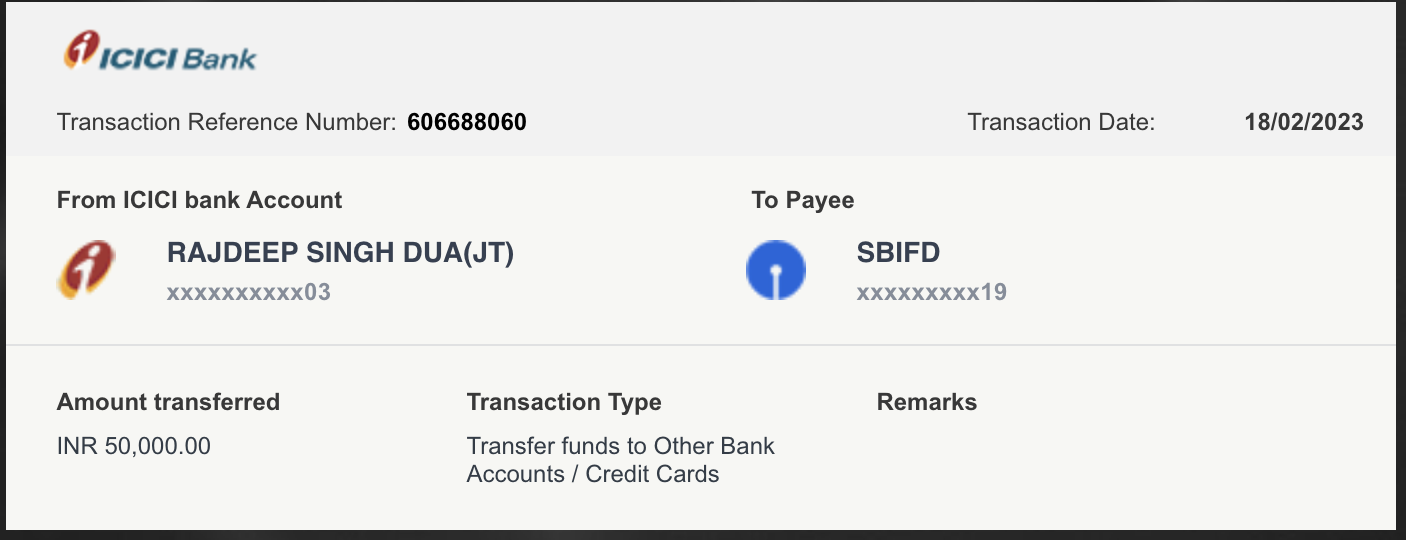 ICICI Bank
Transaction Reference Number: 606688060 Transaction Date: 18/02/2023
From ICICI bank Account To Payee
RAJDEEP SINGH DUA(JT) SBIFD
xxxxxxxxxx03 xxxxxxxxx19
Amount transferred Transaction Type Remarks
INR 50,000.00 Transfer funds to Other Bank
Accounts / Credit Cards